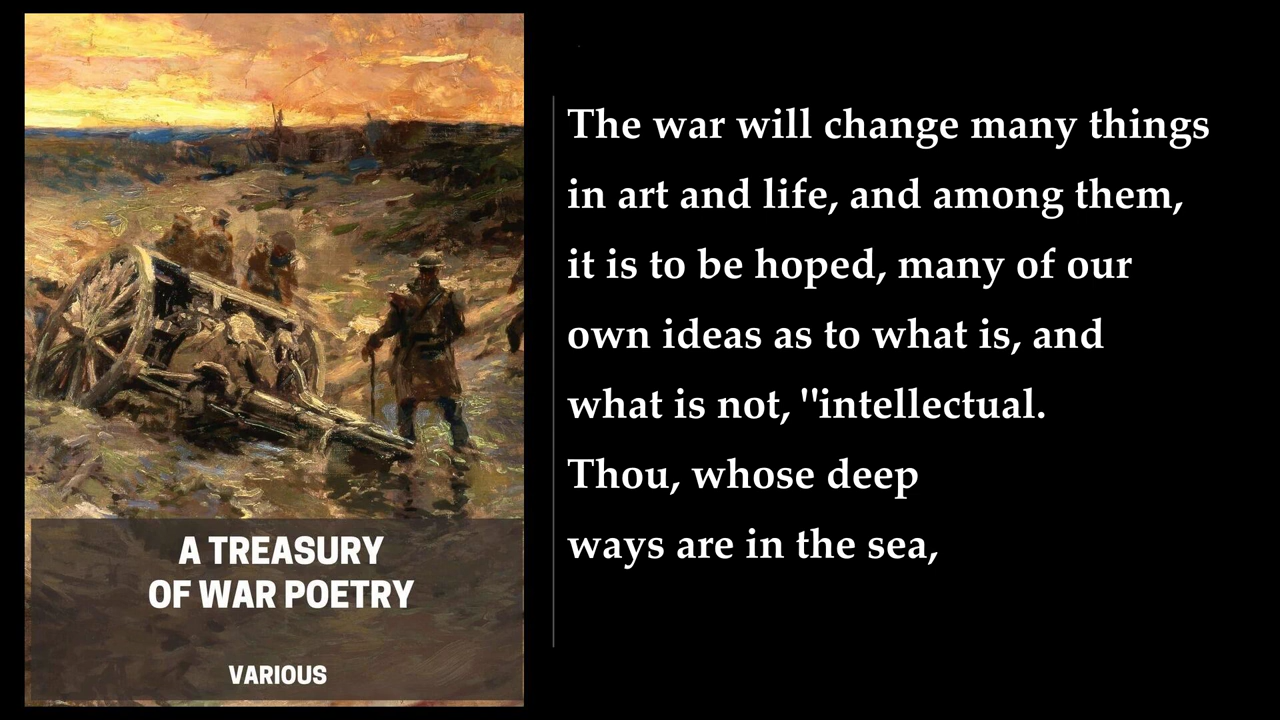 A TREASURY
OF WAR POETRY
VARIOUS
The war will change many things
in art and life, and among them,
it is to be hoped, many of our
own ideas as to what is, and
what is not, "intellectual.
Thou, whose deep
ways are in the sea,